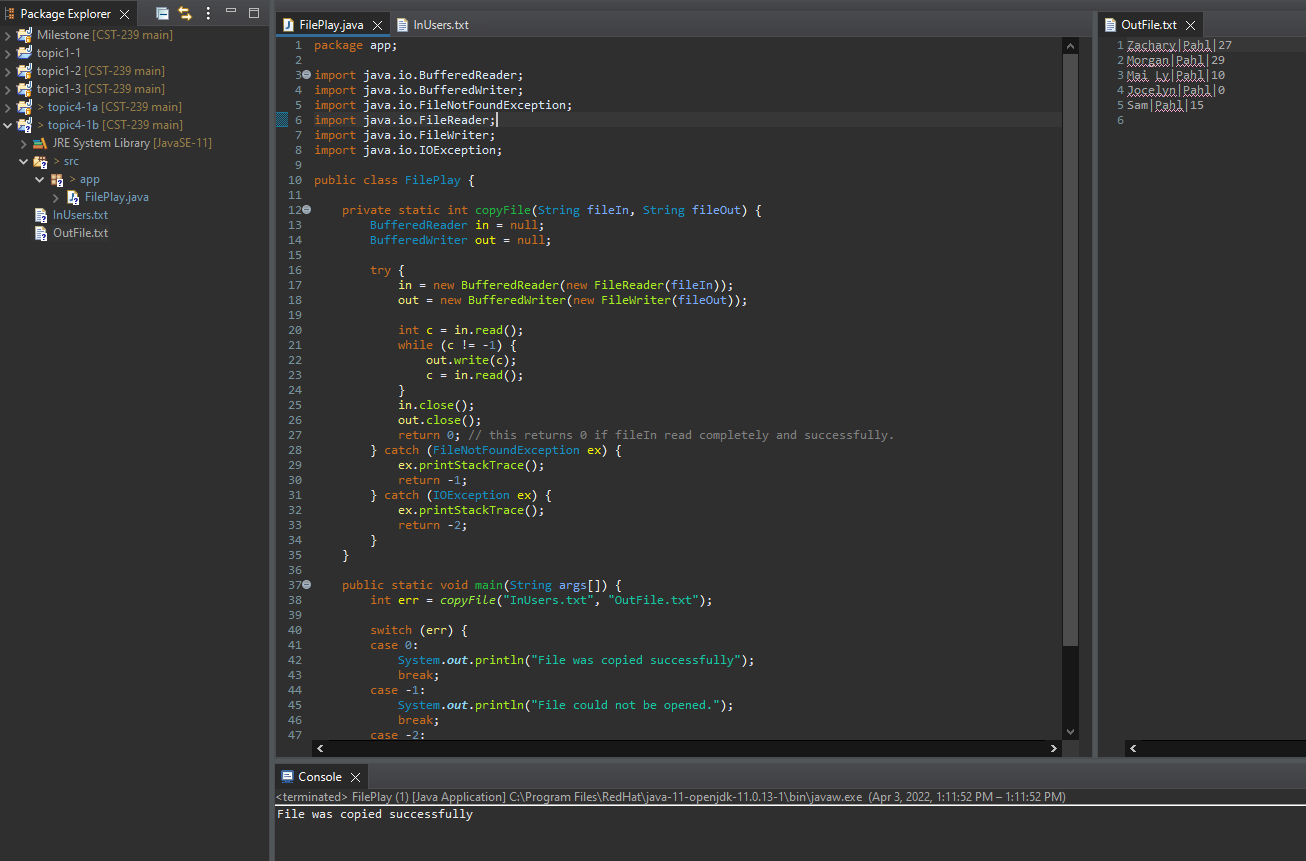 Package Explorer
Milestone [CST-239 main]
topic1-1
topic1-2 [CST-239 main]
topic1-3 [CST-239 main]
> topic4-1a [CST-239 main]
> topic4-1b [CST-239 main]
JRE System Library [JavaSE-11]
> src
> app
FilePlay.java
InUsers.txt
OutFile.txt
FilePlay.java InUsers.txt
1 package app;
2
3 import java.io.BufferedReader;
4 import java.io.BufferedWriter;
5 import java.io.FileNotFoundException;
6 import java.io.FileReader;
7 import java.io.FileWriter;
8 import java.io.IOException;
9
10 public class FilePlay {
11
12 private static int copyFile(String fileIn, String fileOut) {
13 BufferedReader in = null;
14 BufferedWriter out = null;
15
16 try {
17 in = new BufferedReader(new FileReader(fileIn));
18 out = new BufferedWriter(new FileWriter(fileOut));
19
20 int c = in.read();
21 while (c != -1) {
22 out.write(c);
23 c = in.read();
24 }
25 in.close();
26 out.close();
27 return 0; // this returns 0 if fileIn read completely and successfully.
28 } catch (FileNotFoundException ex) {
29 ex.printStackTrace();
30 return -1;
31 } catch (IOException ex) {
32 ex.printStackTrace();
33 return -2;
34 }
35 }
36
37 public static void main(String args[]) {
38 int err = copyFile("InUsers.txt", "OutFile.txt");
39
40 switch (err) {
41 case 0:
42 System.out.println("File was copied successfully");
43 break;
44 case -1:
45 System.out.println("File could not be opened.");
46 break;
47 case -2:
OutFile.txt
1 Zachary|Pahl|27
2 Morgan|Pahl|29
3 Mai Ly|Pahl|10
4 Jocelyn|Pahl|0
5 Sam|Pahl|15
6
Console
<terminated> FilePlay (1) [Java Application] C:\Program Files\RedHat\java-11-openjdk-11.0.13-1\bin\javaw.exe (Apr 3, 2022, 1:11:52 PM – 1:11:52 PM)
File was copied successfully